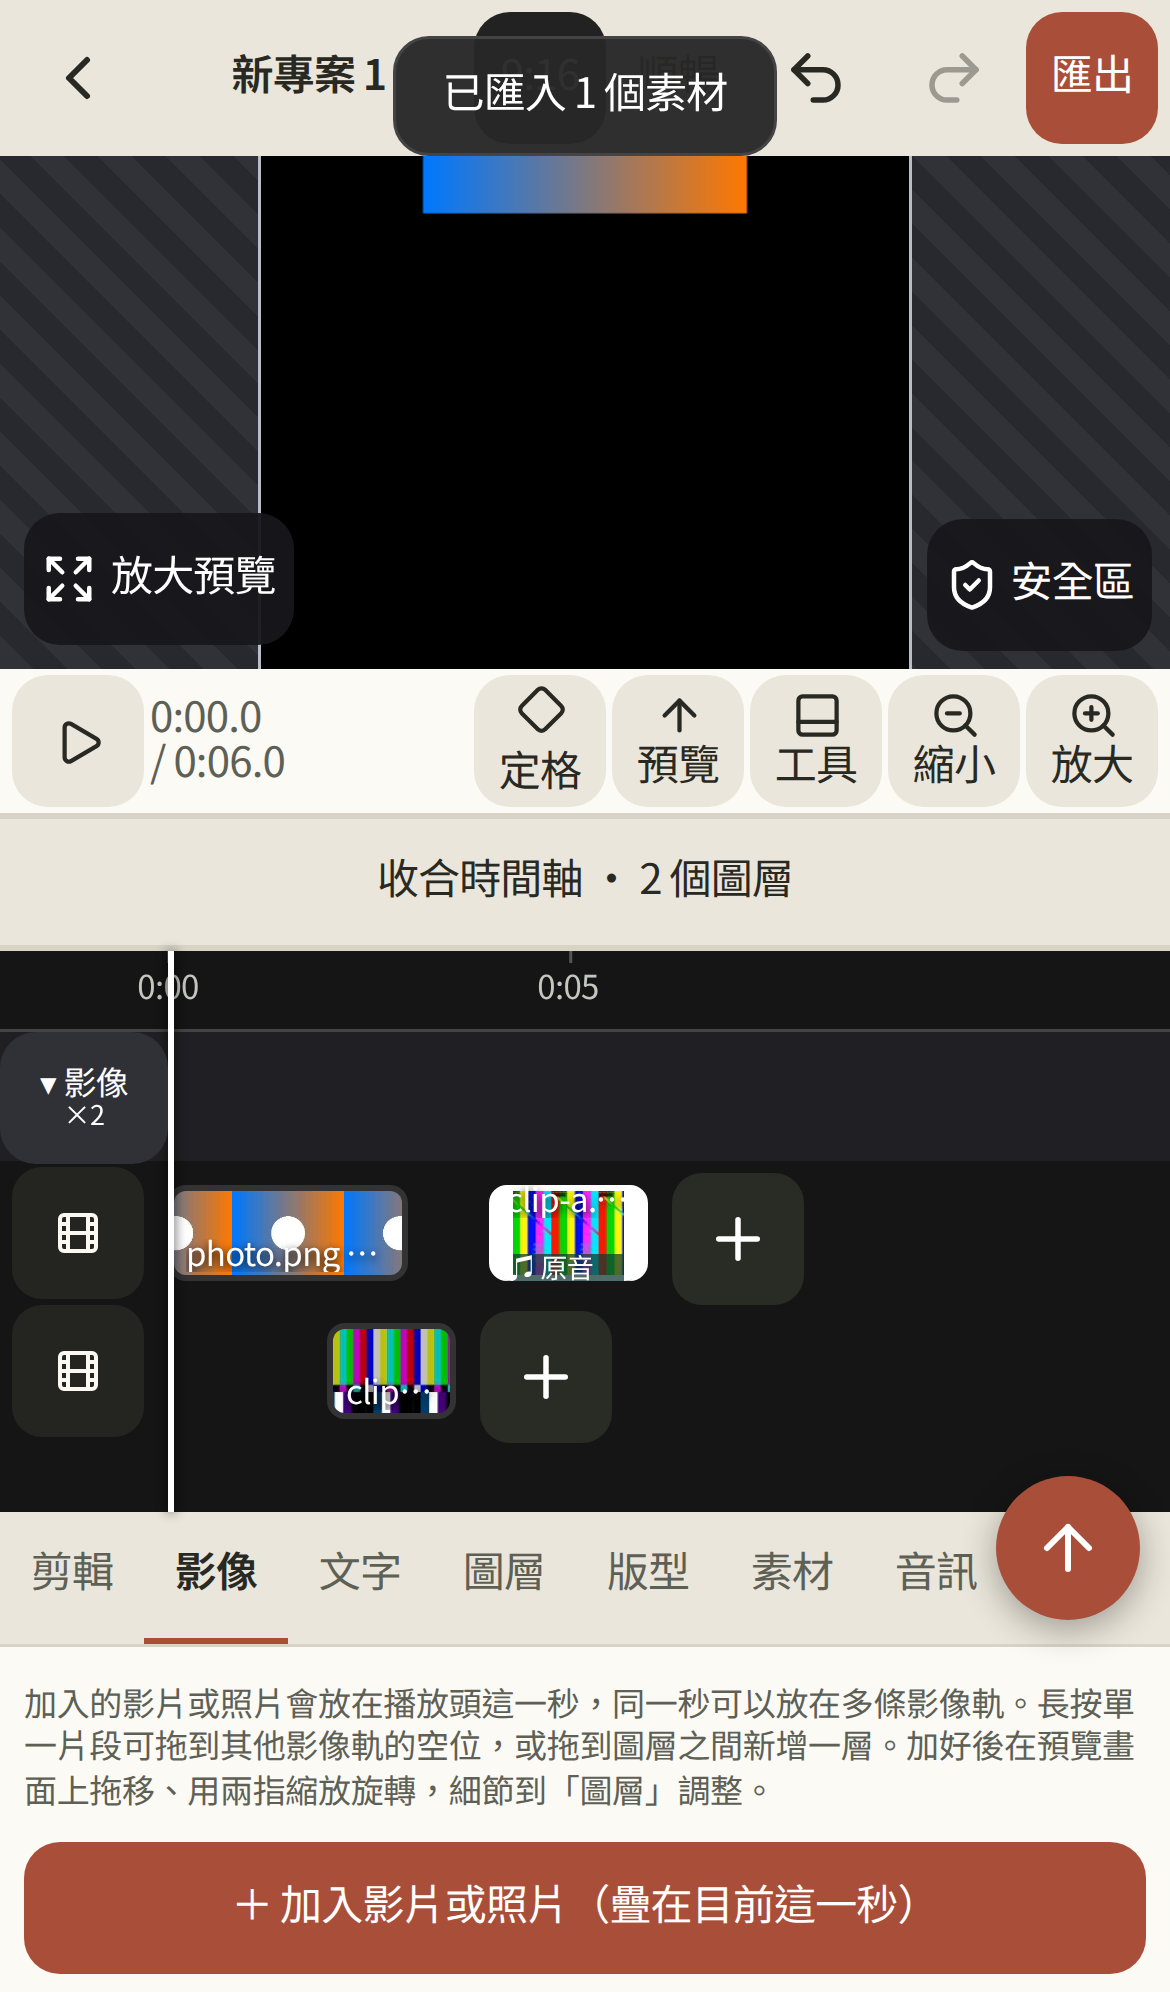 新專案 1
9:16
順暢
已匯入 1 個素材
匯出
放大預覽
安全區
0:00.0
/ 0:06.0
定格
預覽
工具
縮小
放大
收合時間軸 · 2 個圖層
0:00
0:05
▾ 影像
×2
photo.png …
clip-a.…
原音
clip…
剪輯
影像
文字
圖層
版型
素材
音訊
加入的影片或照片會放在播放頭這一秒，同一秒可以放在多條影像軌。長按單
一片段可拖到其他影像軌的空位，或拖到圖層之間新增一層。加好後在預覽畫
面上拖移、用兩指縮放旋轉，細節到「圖層」調整。
＋ 加入影片或照片（疊在目前這一秒）